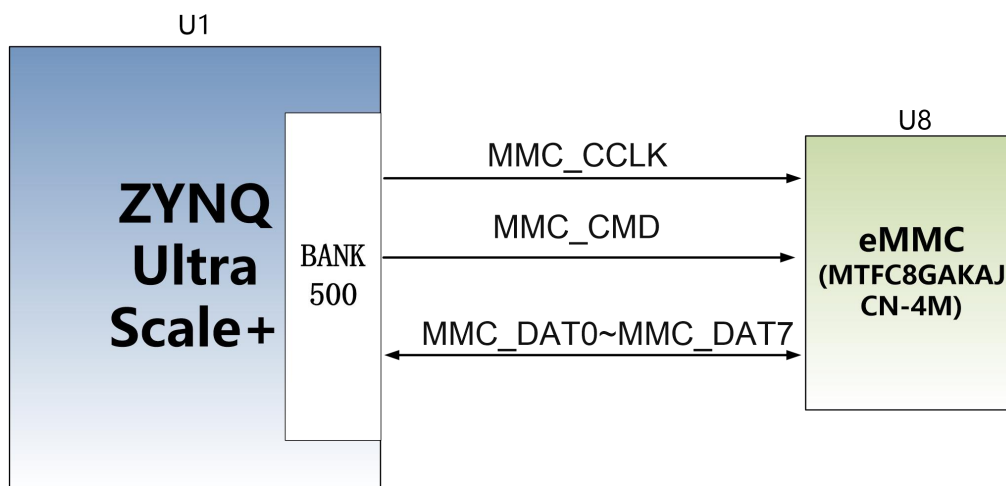 U1
U8
ZYNQ
Ultra
Scale+
BANK
500
MMC_CCLK
MMC_CMD
MMC_DAT0~MMC_DAT7
eMMC
(MTFC8GAKAJ
CN-4M)